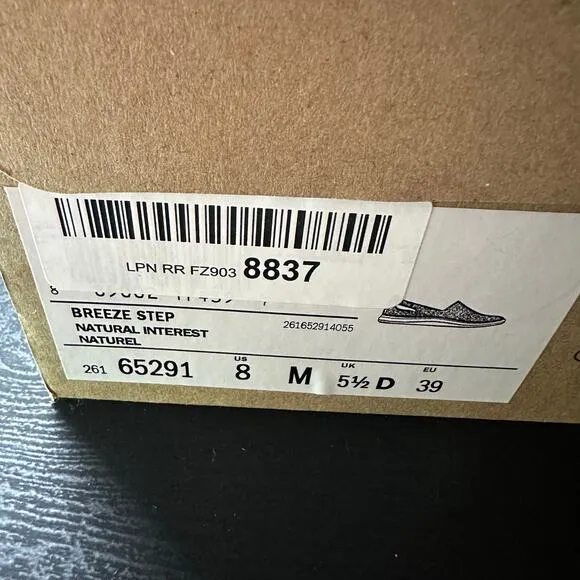 LPN RR FZ903 8837
BREEZE STEP
NATURAL INTEREST
NATUREL
261652914055
261 65291 US 8 M UK 5½ D EU 39